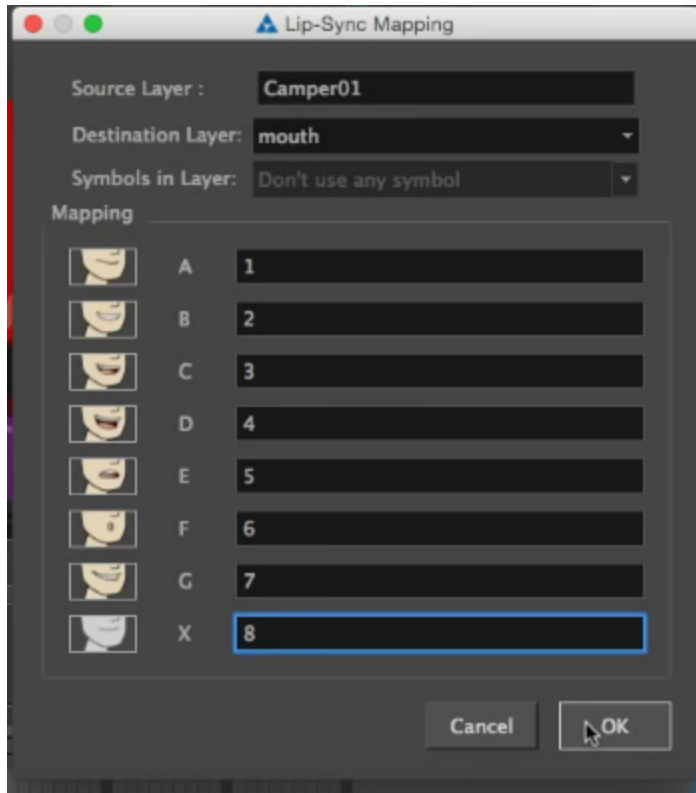 Lip-Sync Mapping
Source Layer : Camper01
Destination Layer: mouth
Symbols in Layer: Don't use any symbol
Mapping
A 1
B 2
C 3
D 4
E 5
F 6
G 7
X 8
Cancel OK